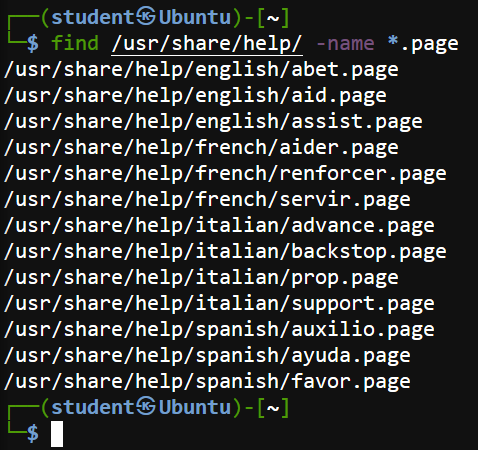 ┌──(student㉿Ubuntu)-[~]
└─$ find /usr/share/help/ -name *.page
/usr/share/help/english/abet.page
/usr/share/help/english/aid.page
/usr/share/help/english/assist.page
/usr/share/help/french/aider.page
/usr/share/help/french/renforcer.page
/usr/share/help/french/servir.page
/usr/share/help/italian/advance.page
/usr/share/help/italian/backstop.page
/usr/share/help/italian/prop.page
/usr/share/help/italian/support.page
/usr/share/help/spanish/auxilio.page
/usr/share/help/spanish/ayuda.page
/usr/share/help/spanish/favor.page
┌──(student㉿Ubuntu)-[~]
└─$